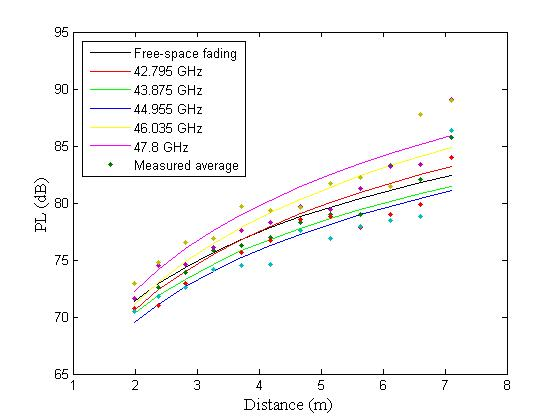 95
90
85
80
75
70
65
PL (dB)
Free-space fading
42.795 GHz
43.875 GHz
44.955 GHz
46.035 GHz
47.8 GHz
Measured average
1 2 3 4 5 6 7 8
Distance (m)